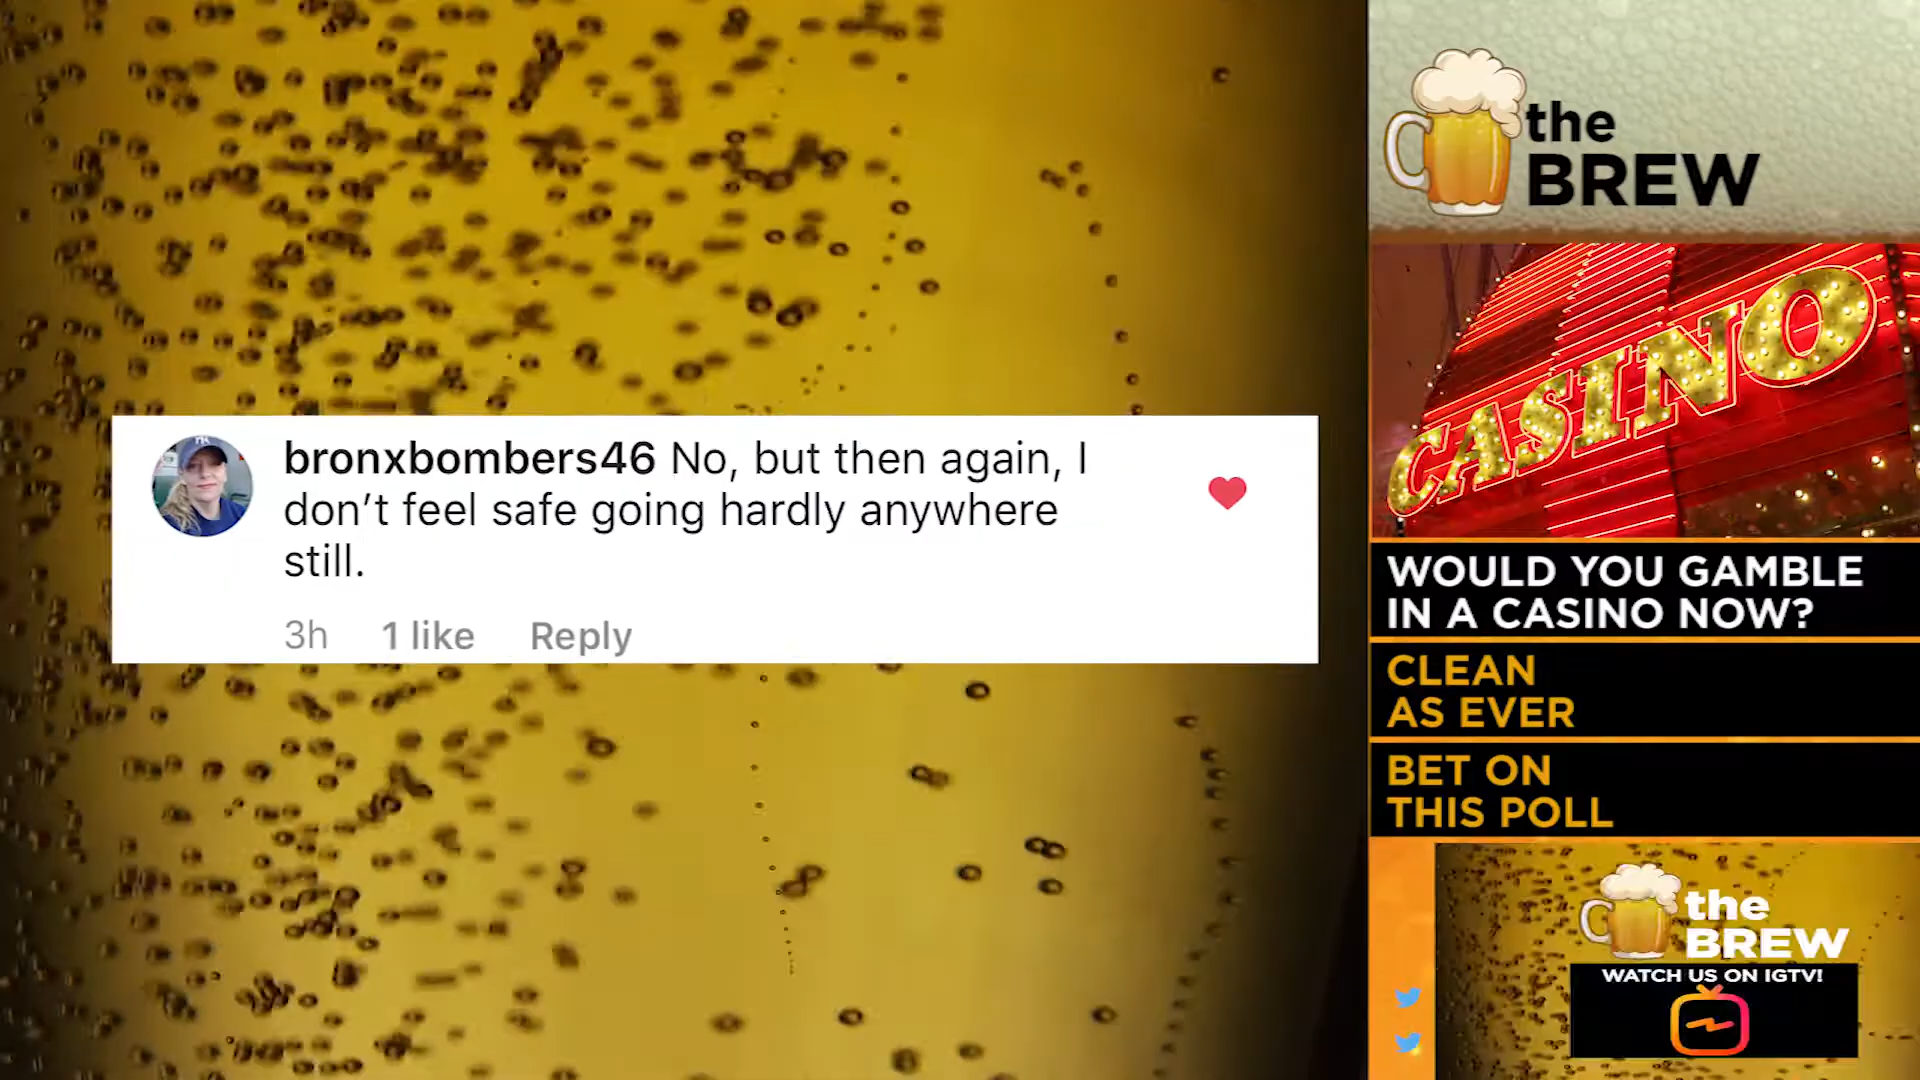 bronxbombers46 No, but then again, I
don’t feel safe going hardly anywhere
still.
3h 1 like Reply
the
BREW
CASINO
WOULD YOU GAMBLE
IN A CASINO NOW?
CLEAN
AS EVER
BET ON
THIS POLL
the
BREW
WATCH US ON IGTV!